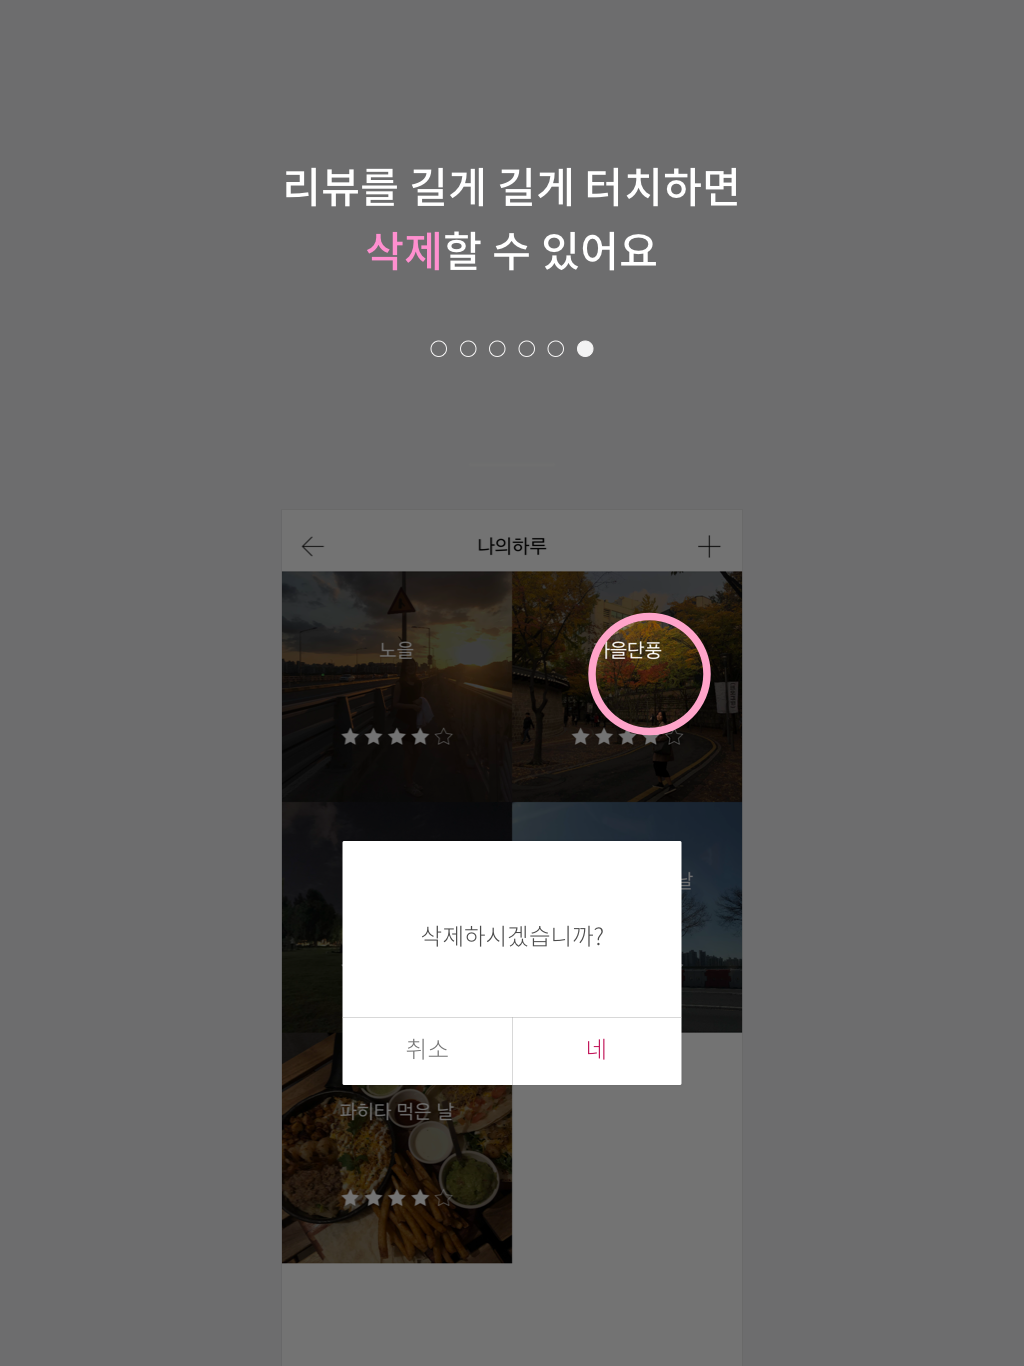 리뷰를 길게 길게 터치하면
삭제할 수 있어요
나의하루
노을
을단풍
날
삭제하시겠습니까?
취소
네
파히타 먹은 날